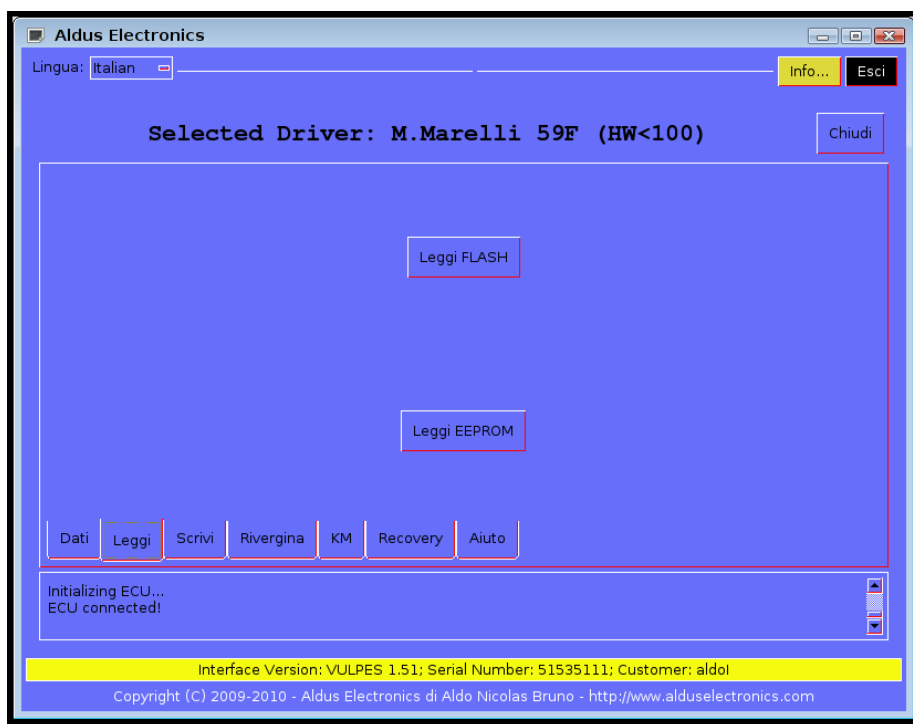 Aldus Electronics
Lingua: Italian
Info... Esci
Selected Driver: M.Marelli 59F (HW<100)
Chiudi
Leggi FLASH
Leggi EEPROM
Dati Leggi Scrivi Rivergina KM Recovery Aiuto
Initializing ECU...
ECU connected!
Interface Version: VULPES 1.51; Serial Number: 51535111; Customer: aldol
Copyright (C) 2009-2010 - Aldus Electronics di Aldo Nicolas Bruno - http://www.alduselectronics.com